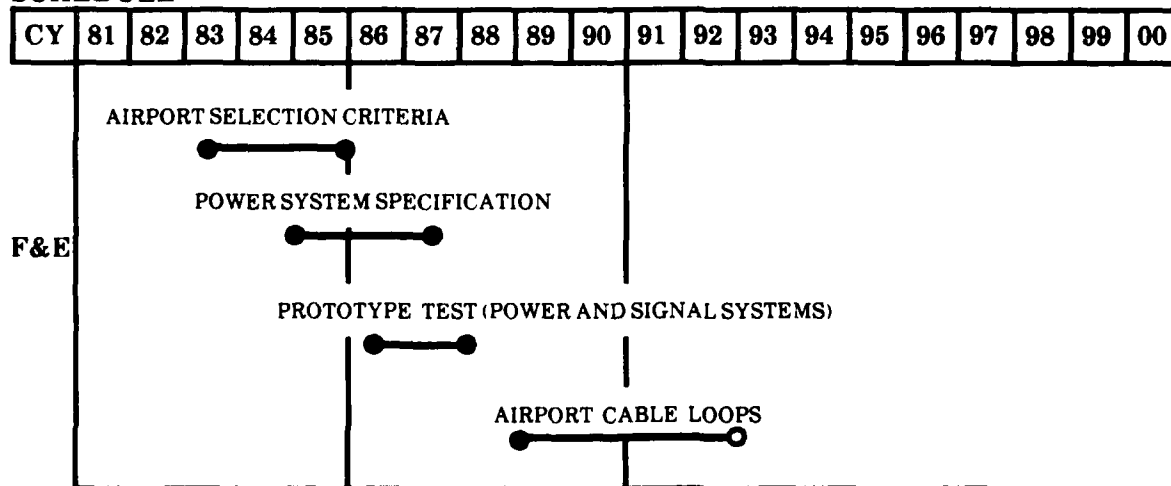 CY 81 82 83 84 85 86 87 88 89 90 91 92 93 94 95 96 97 98 99 00
AIRPORT SELECTION CRITERIA
POWER SYSTEM SPECIFICATION
F&E
PROTOTYPE TEST (POWER AND SIGNAL SYSTEMS)
AIRPORT CABLE LOOPS